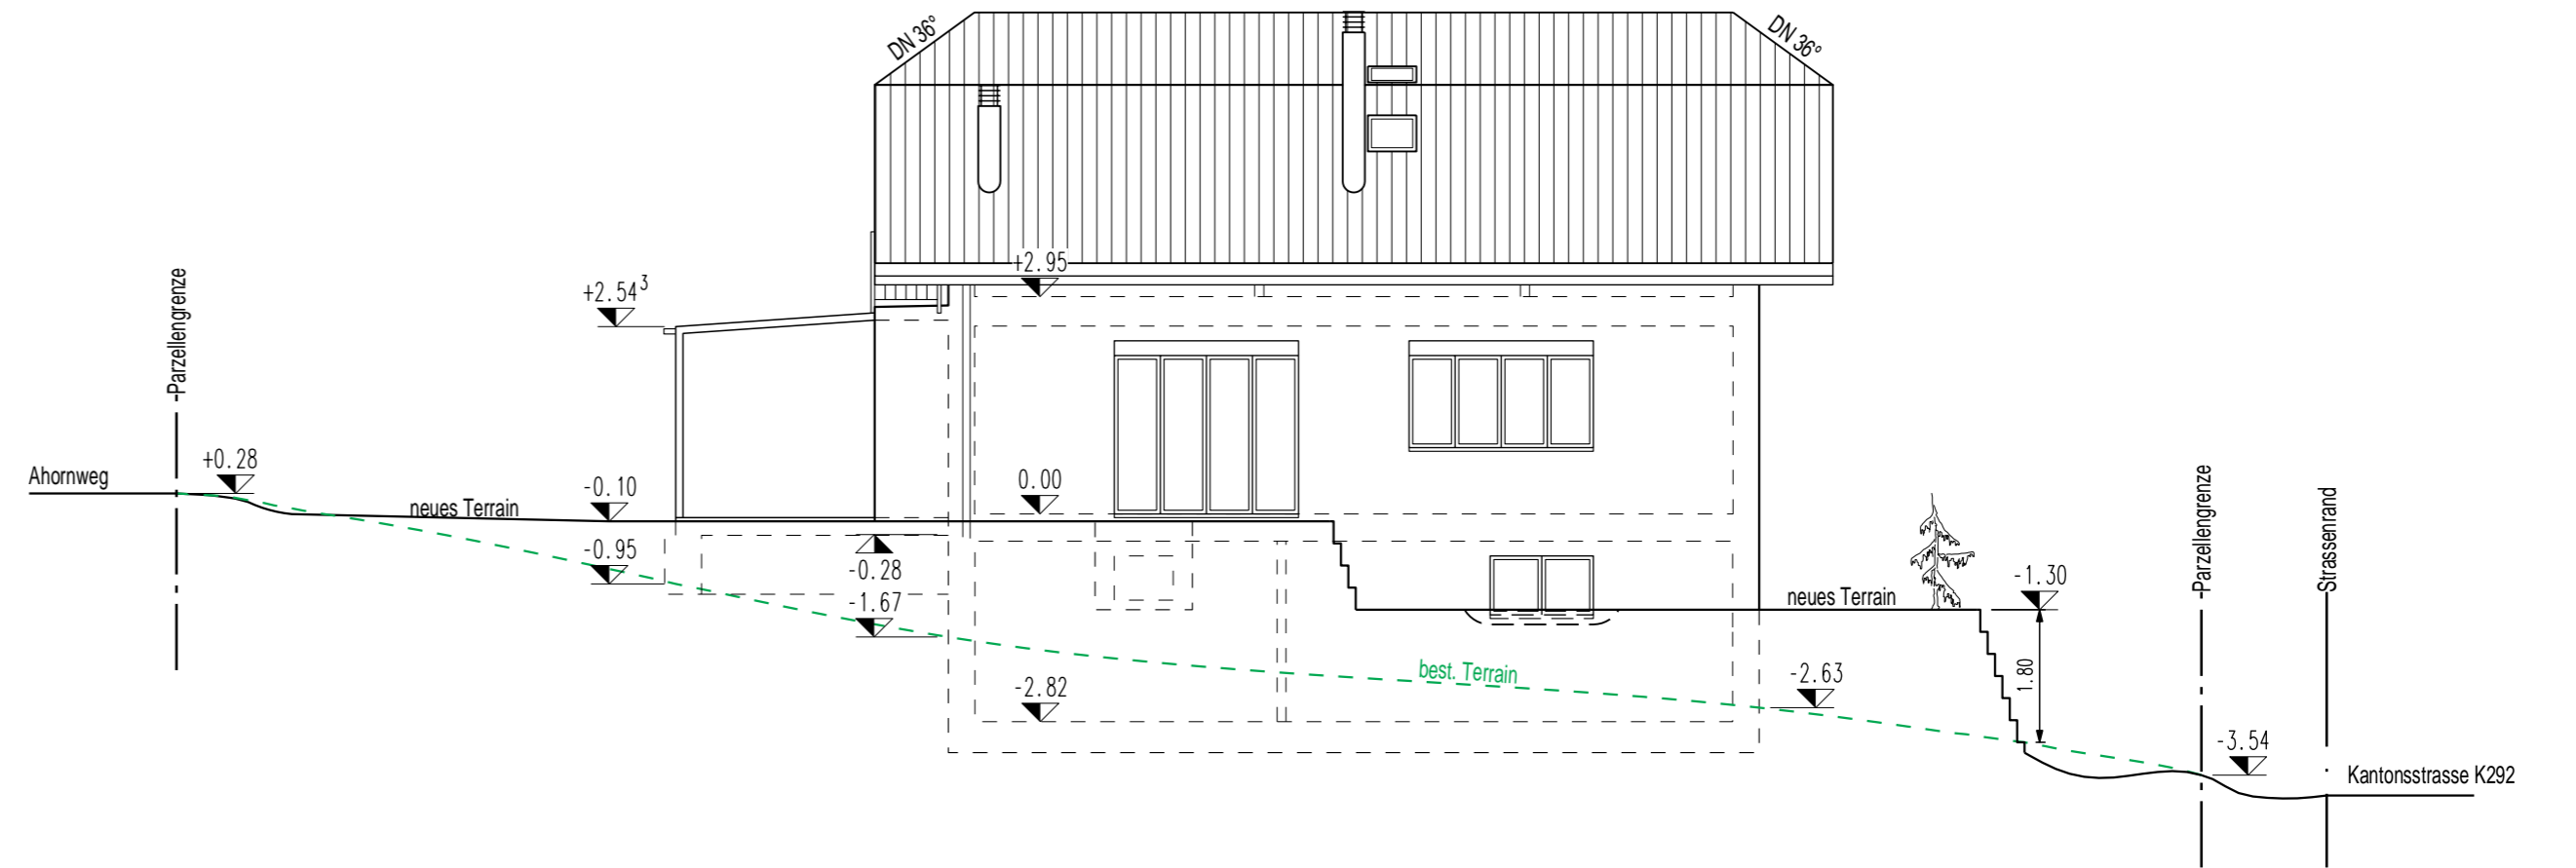 DN 36°
DN 36°
+2.95
+2.54³
Parzellengrenze
+0.28
Ahornweg
-0.10
neues Terrain
0.00
-0.95
-0.28
-1.67
-2.82
best. Terrain
neues Terrain
-1.30
1.80
-2.63
Parzellengrenze
Strassenrand
-3.54
Kantonsstrasse K292